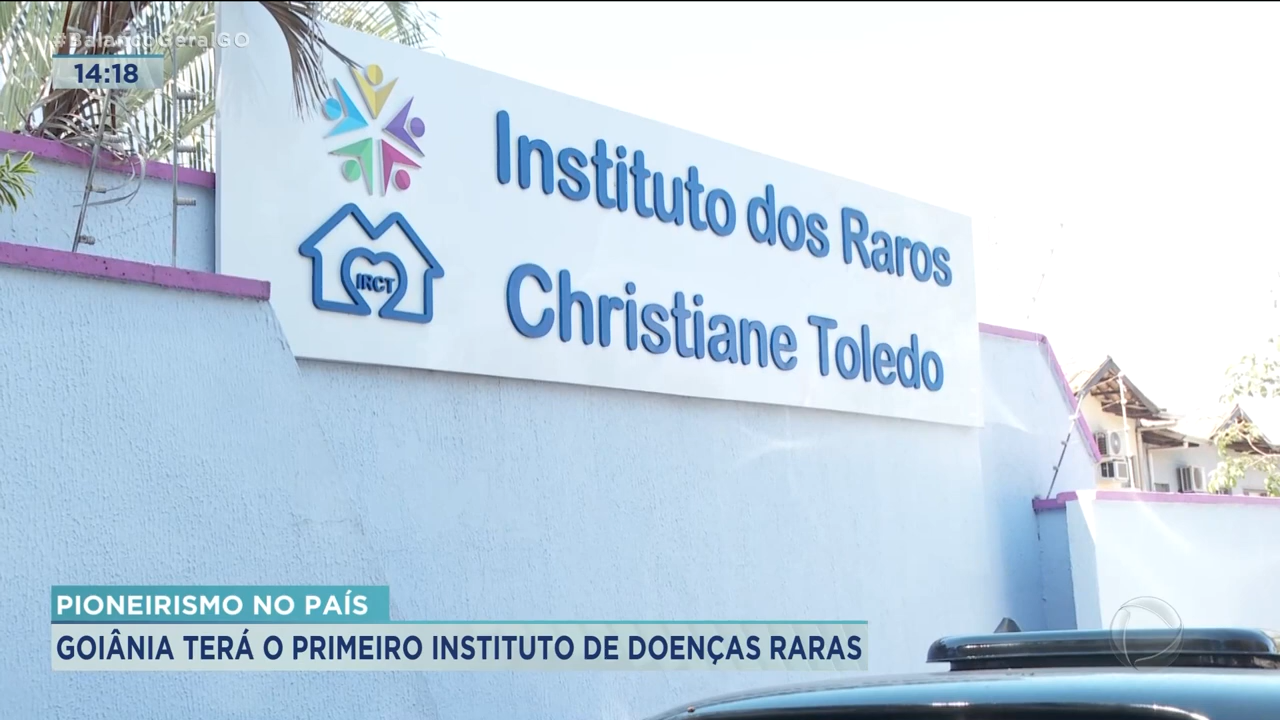 #BalançoGeralGO
14:18
Instituto dos Raros
Christiane Toledo
IRCT
PIONEIRISMO NO PAÍS
GOIÂNIA TERÁ O PRIMEIRO INSTITUTO DE DOENÇAS RARAS